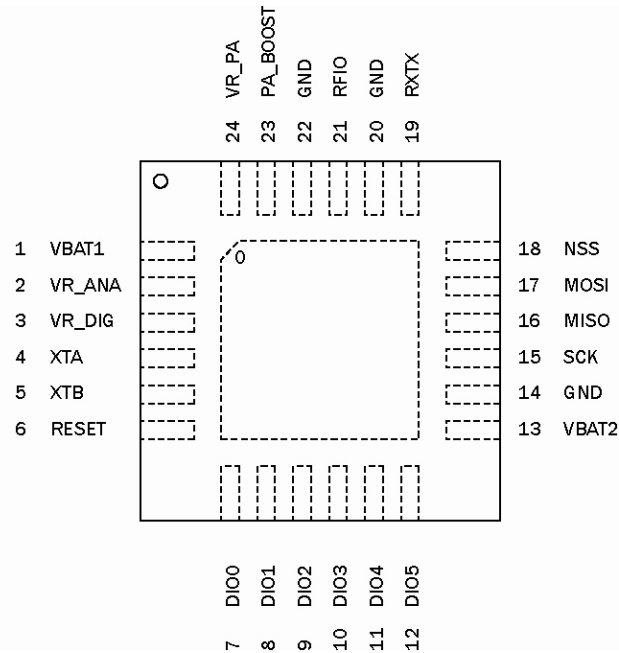 24 VR_PA
23 PA_BOOST
22 GND
21 RFIO
20 GND
19 RXTX
0
1 VBAT1
2 VR_ANA
3 VR_DIG
4 XTA
5 XTB
6 RESET
18 NSS
17 MOSI
16 MISO
15 SCK
14 GND
13 VBAT2
7 DIO0
8 DIO1
9 DIO2
10 DIO3
11 DIO4
12 DIO5